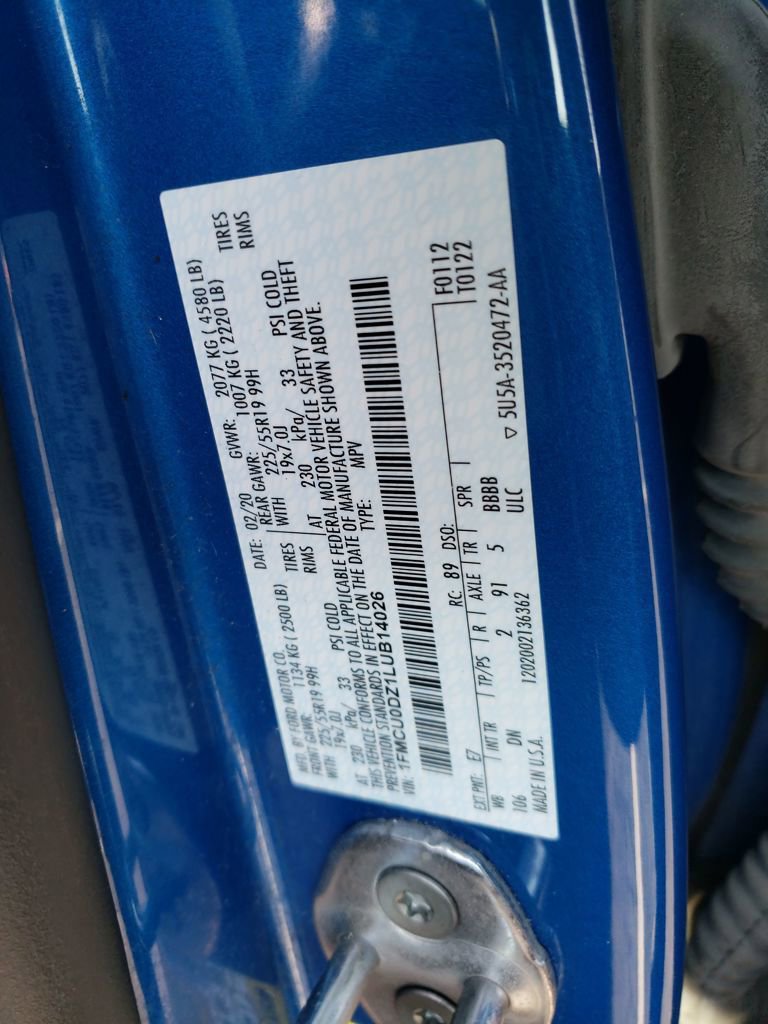 MFD. BY FORD MOTOR CO.
DATE: 02/20 GVWR: 2077 KG ( 4580 LB)
FRONT GAWR: 1134 KG ( 2500 LB) REAR GAWR: 1007 KG ( 2220 LB)
WITH 225/55R19 99H TIRES WITH 225/55R19 99H TIRES
19x7.0J RIMS 19x7.0J RIMS
AT 230 kPa/ 33 PSI COLD AT 230 kPa/ 33 PSI COLD
THIS VEHICLE CONFORMS TO ALL APPLICABLE FEDERAL MOTOR VEHICLE SAFETY AND THEFT
PREVENTION STANDARDS IN EFFECT ON THE DATE OF MANUFACTURE SHOWN ABOVE.
VIN: 1FMCU0DZ1LUB14026 TYPE: MPV
EXT PNT: E7 RC: 89 DSO: F0112
WB INT TR TP/PS R AXLE TR SPR T0122
106 DN 2 91 5 BBBB
MADE IN U.S.A. 1202002136362 ULC ▽ 5U5A-3520472-AA